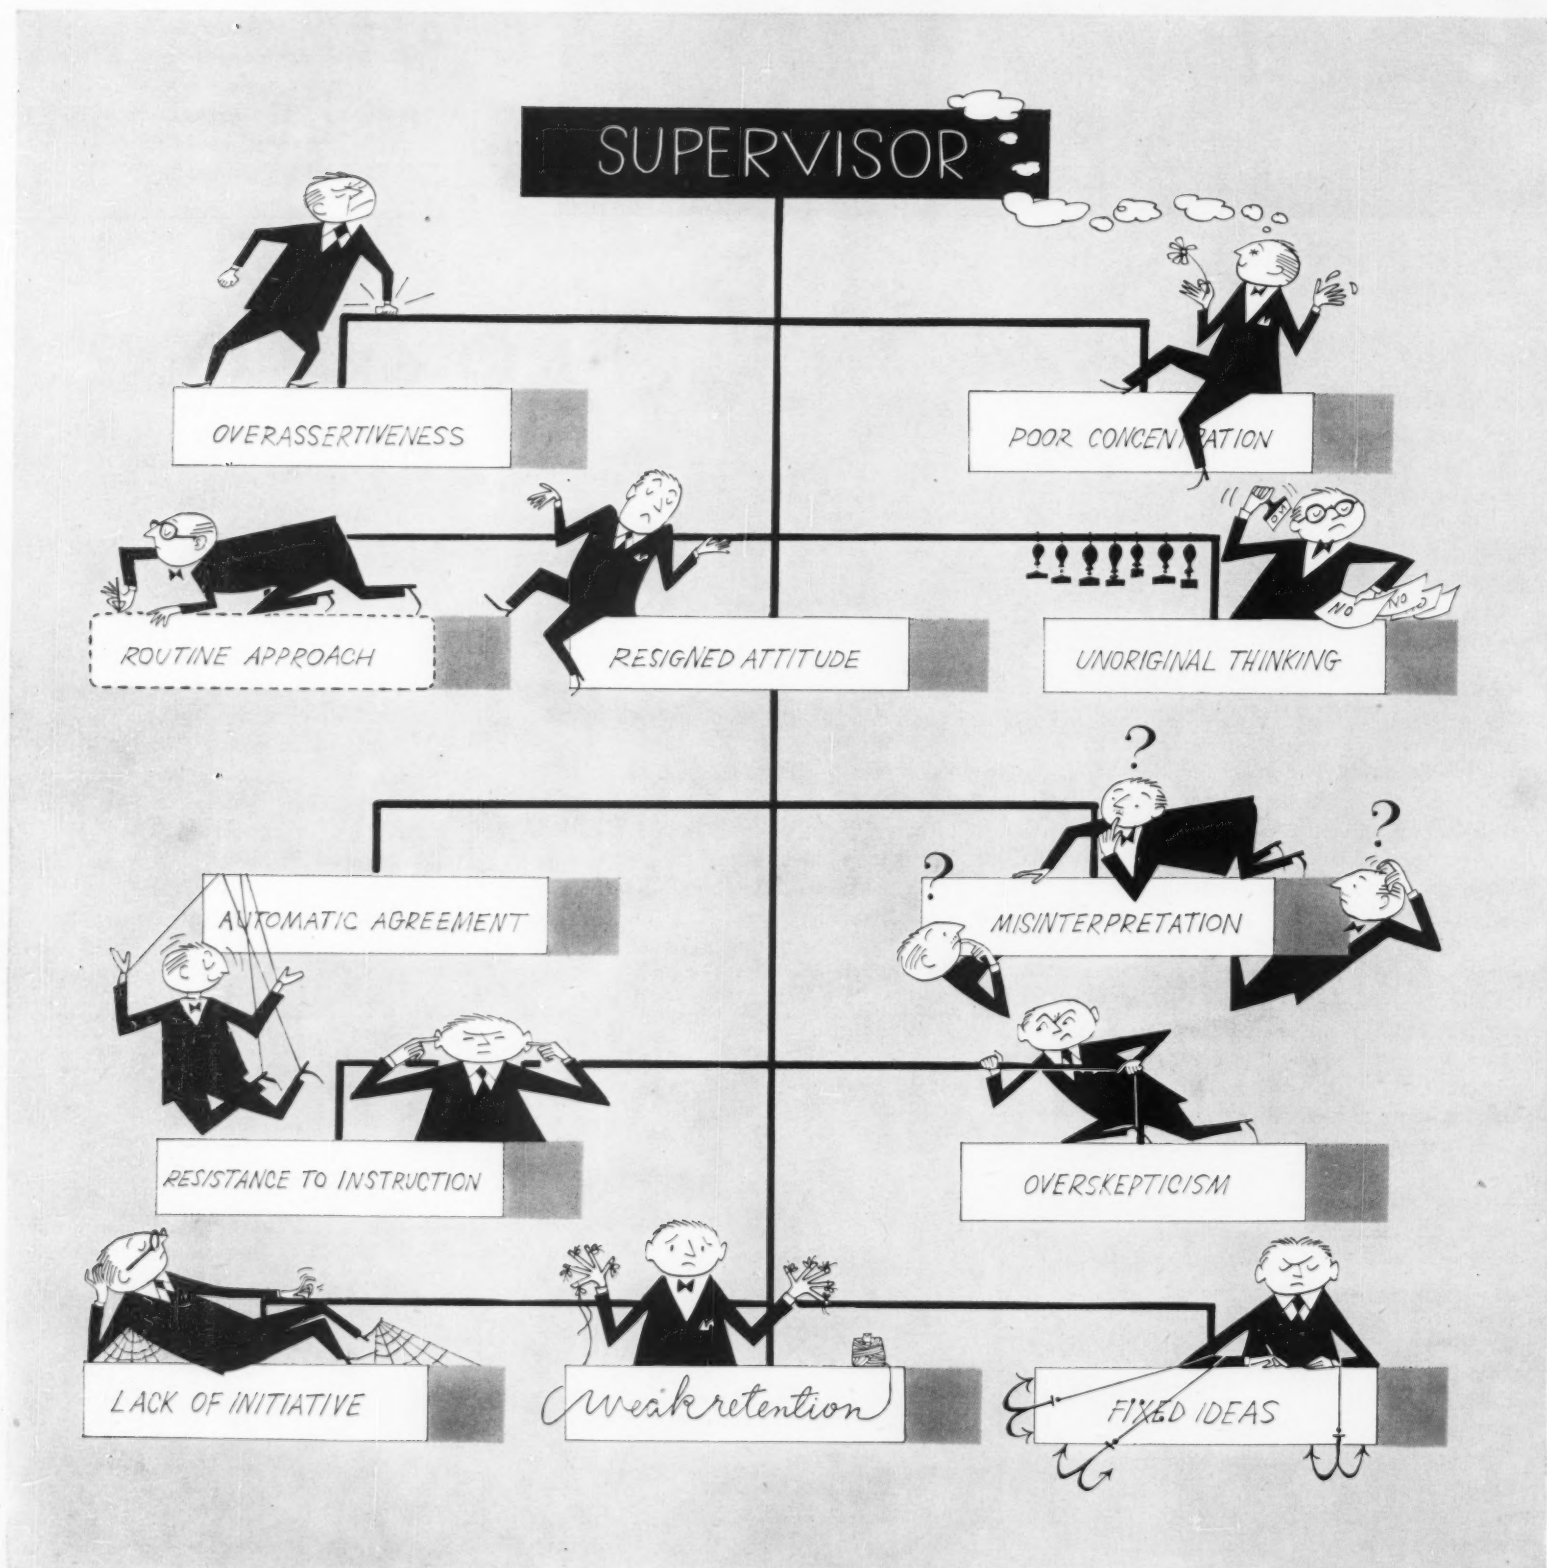 SUPERVISOR
OVERASSERTIVENESS
POOR CONCENTRATION
NO
NO
NO
ROUTINE APPROACH
RESIGNED ATTITUDE
UNORIGINAL THINKING
?
?
?
AUTOMATIC AGREEMENT
MISINTERPRETATION
RESISTANCE TO INSTRUCTION
OVERSKEPTICISM
LACK OF INITIATIVE
weak retention
FIXED IDEAS